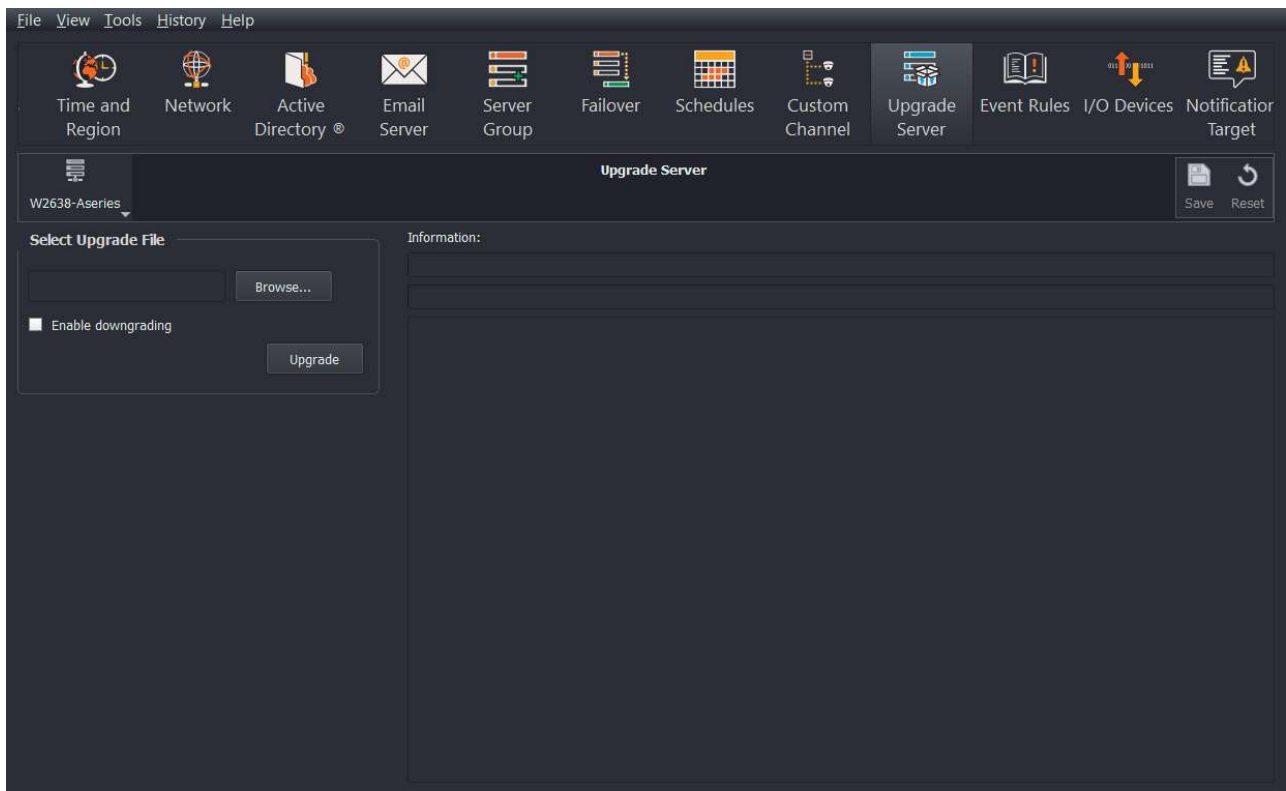 File View Tools History Help
Time and Region
Network
Active Directory ®
Email Server
Server Group
Failover
Schedules
Custom Channel
Upgrade Server
Event Rules
I/O Devices
Notification Target
W2638-Aseries
Upgrade Server
Save
Reset
Select Upgrade File
Information:
Browse...
Enable downgrading
Upgrade